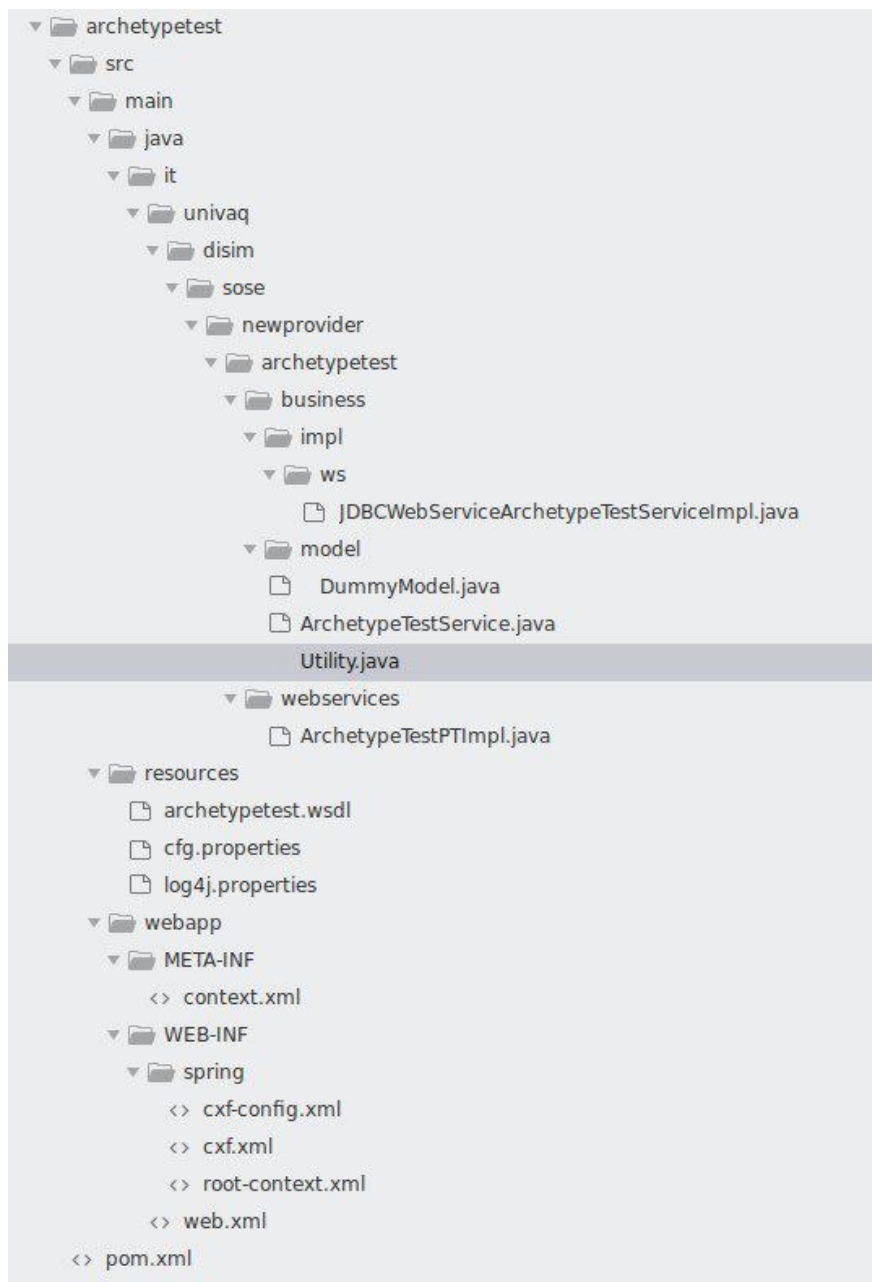 archetypetest
src
main
java
it
univaq
disim
sose
newprovider
archetypetest
business
impl
ws
JDBCWebServiceArchetypeTestServiceImpl.java
model
DummyModel.java
ArchetypeTestService.java
Utility.java
webservices
ArchetypeTestPTImpl.java
resources
archetypetest.wsdl
cfg.properties
log4j.properties
webapp
META-INF
context.xml
WEB-INF
spring
cxf-config.xml
cxf.xml
root-context.xml
web.xml
pom.xml